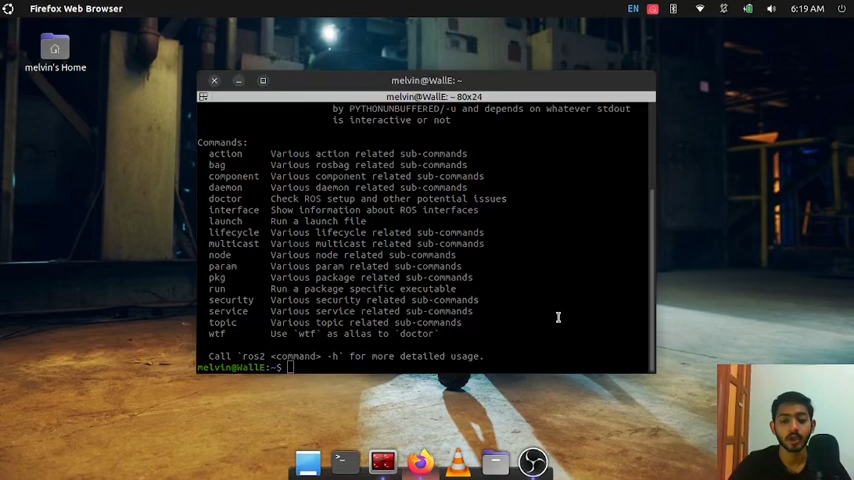 Firefox Web Browser
EN
6:19 AM
melvin's Home
melvin@WallE: ~
melvin@WallE: ~ 80x24
by PYTHONUNBUFFERED/-u and depends on whatever stdout
is interactive or not
Commands:
action Various action related sub-commands
bag Various rosbag related sub-commands
component Various component related sub-commands
daemon Various daemon related sub-commands
doctor Check ROS setup and other potential issues
interface Show information about ROS interfaces
launch Run a launch file
lifecycle Various lifecycle related sub-commands
multicast Various multicast related sub-commands
node Various node related sub-commands
param Various param related sub-commands
pkg Various package related sub-commands
run Run a package specific executable
security Various security related sub-commands
service Various service related sub-commands
topic Various topic related sub-commands
wtf Use `wtf` as alias to `doctor`
Call `ros2 <command> -h` for more detailed usage.
melvin@WallE:~$